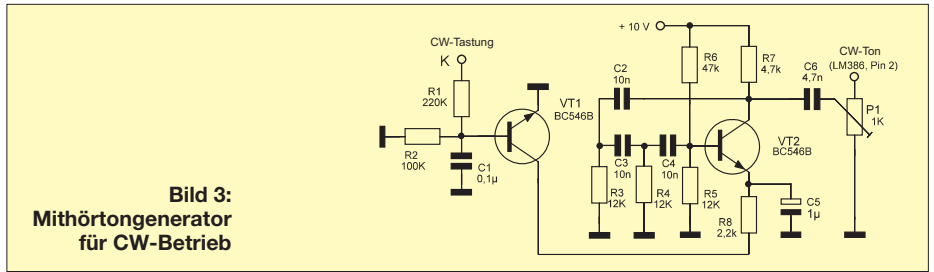 + 10 V
CW-Tastung
K
R1
220K
R2
100K
C1
0,1µ
VT1
BC546B
C2
10n
C3
10n
C4
10n
R3
12K
R4
12K
R5
12K
R6
47k
R7
4,7k
C6
4,7n
CW-Ton
(LM386, Pin 2)
P1
1K
VT2
BC546B
R8
2,2k
C5
1µ
Bild 3:
Mithörtongenerator
für CW-Betrieb